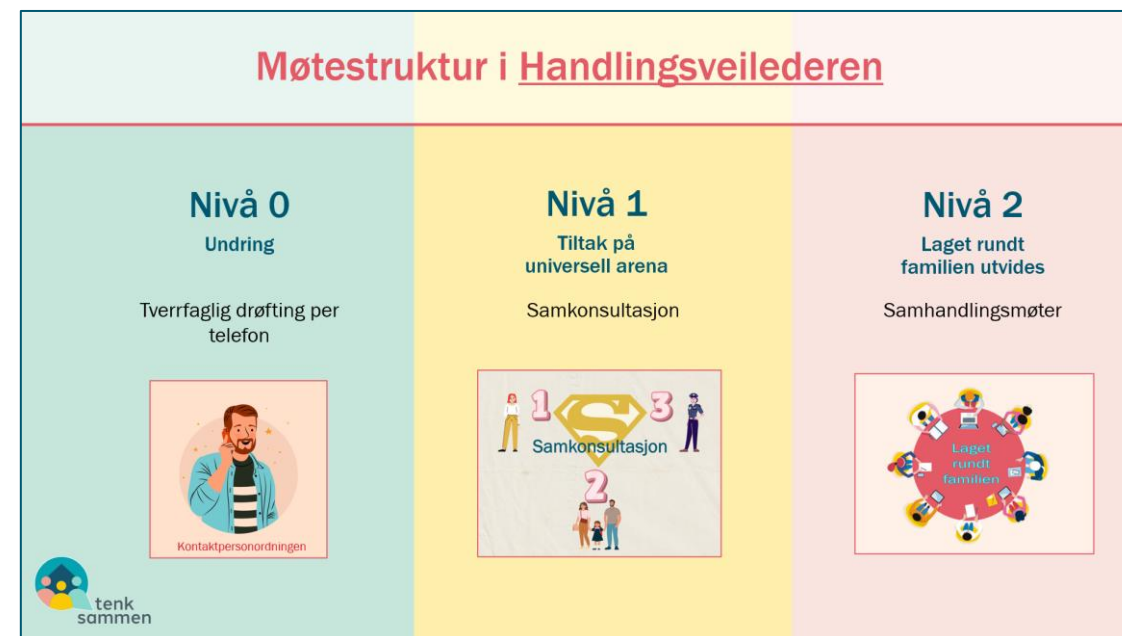 Møtestruktur i Handlingsveilederen
Nivå 0
Undring
Tverrfaglig drøfting per
telefon
Kontaktpersonordningen
Nivå 1
Tiltak på
universell arena
Samkonsultasjon
1 S 3
Samkonsultasjon
2
Nivå 2
Laget rundt
familien utvides
Samhandlingsmøter
Laget
rundt
familien
tenk
sammen